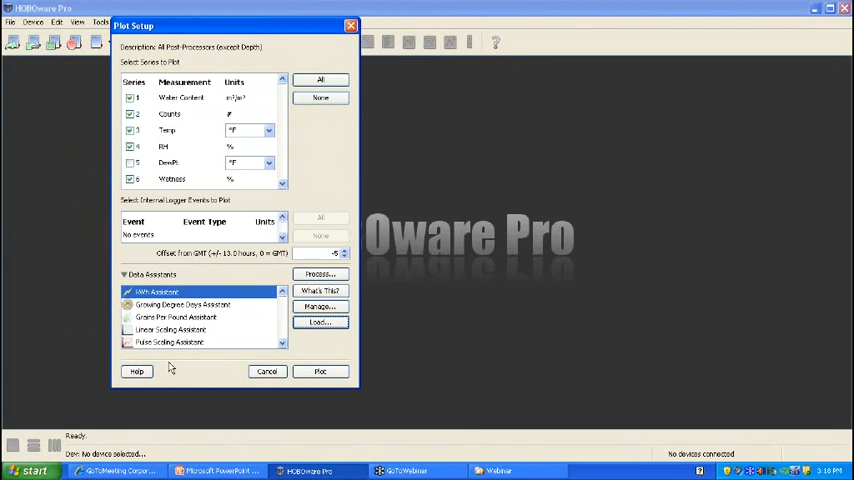 HOBOware Pro
File Device Edit View Tools
Plot Setup
Description: All Post-Processors (except Depth)
Select Series to Plot
Series Measurement Units
1 Water Content m³/m³
2 Counts #
3 Temp °F
4 RH %
5 DewPt °F
6 Wetness %
All
None
Select Internal Logger Events to Plot
Event Event Type Units
No events
All
None
Offset from GMT (+/- 13.0 hours, 0 = GMT) -5
Data Assistants
kWh Assistant
Growing Degree Days Assistant
Grains Per Pound Assistant
Linear Scaling Assistant
Pulse Scaling Assistant
Process...
What's This?
Manage...
Load...
Help Cancel Plot
Oware Pro
Ready.
Dev: No device selected... No devices connected
start GoToMeeting Corpor... Microsoft PowerPoint ... HOBOware Pro GoToWebinar Webinar 3:18 PM